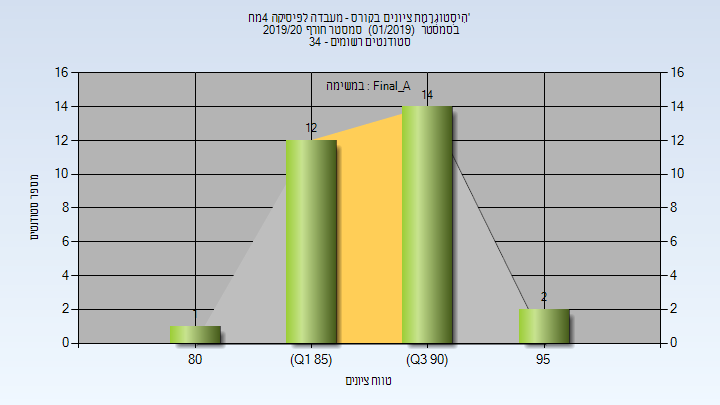 היסטוגרמת ציונים בקורס - מעבדה לפיסיקה 4מח'
בסמסטר (01/2019) סמסטר חורף 2019/20
סטודנטים רשומים - 34
במשימה : Final_A
16 16
14 14
14
12 12
12
10 10
8 8
6 6
4 4
2 2
2
1
0 0
מספר סטודנטים
80 (Q1 85) (Q3 90) 95
טווח ציונים